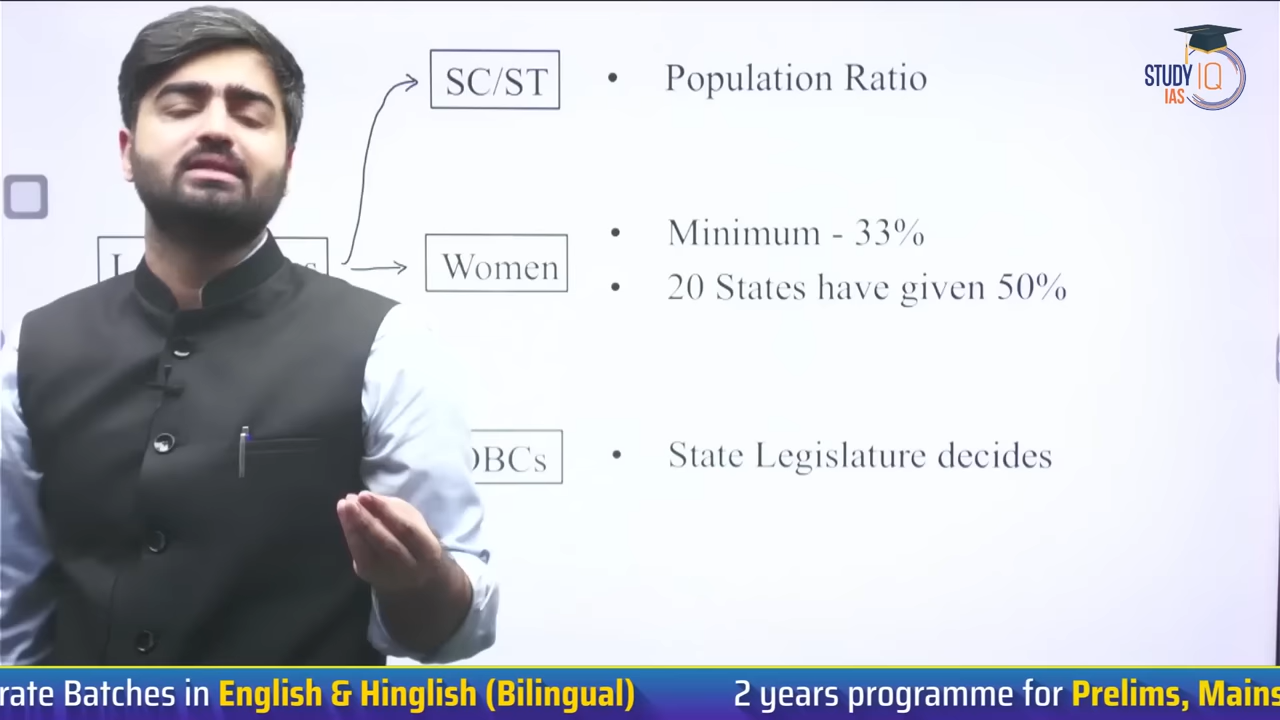 SC/ST
• Population Ratio
STUDY IQ
IAS
Women
• Minimum - 33%
• 20 States have given 50%
• State Legislature decides
rate Batches in English & Hinglish (Bilingual)
2 years programme for Prelims, Mains